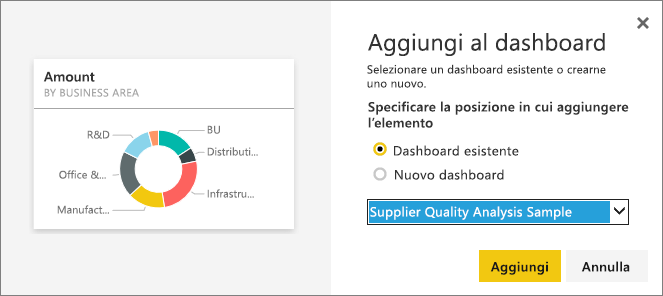 Amount
BY BUSINESS AREA
R&D
BU
Distributi...
Office &...
Infrastru...
Manufact...
Aggiungi al dashboard
Selezionare un dashboard esistente o crearne
uno nuovo.
Specificare la posizione in cui aggiungere
l'elemento
Dashboard esistente
Nuovo dashboard
Supplier Quality Analysis Sample
Aggiungi
Annulla